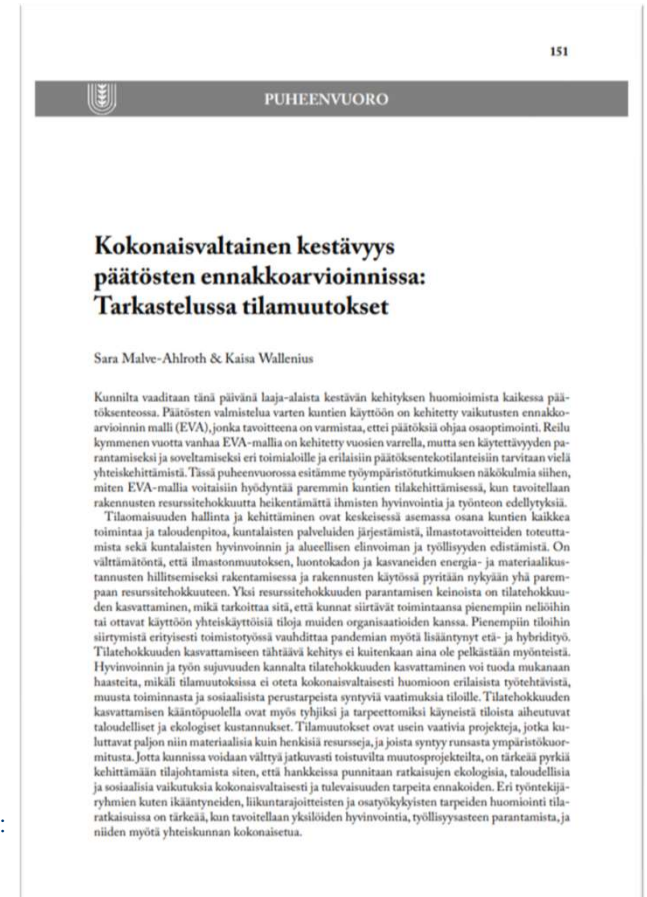 151
PUHEENVUORO
Kokonaisvaltainen kestävyys
päätösten ennakkoarvioinnissa:
Tarkastelussa tilamuutokset
Sara Malve-Ahlroth & Kaisa Wallenius
Kunnilta vaaditaan tänä päivänä laaja-alaista kestävän kehityksen huomioimista kaikessa pää-
töksenteossa. Päätösten valmistelua varten kuntien käyttöön on kehitetty vaikutusten ennakko-
arvioinnin malli (EVA), jonka tavoitteena on varmistaa, ettei päätöksiä ohjaa osaoptimointi. Reilu
kymmenen vuotta vanhaa EVA-mallia on kehitetty vuosien varrella, mutta sen käytettävyyden pa-
rantamiseksi ja soveltamiseksi eri toimialoille ja erilaisiin päätöksentekotilanteisiin tarvitaan vielä
yhteiskehittämistä. Tässä puheenvuorossa esitämme työympäristötutkimuksen näkökulmia siihen,
miten EVA-mallia voitaisiin hyödyntää paremmin kuntien tilakehittämisessä, kun tavoitellaan
rakennusten resurssitehokkuutta heikentämättä ihmisten hyvinvointia ja työnteon edellytyksiä.
Tilaomaisuuden hallinta ja kehittäminen ovat keskeisessä asemassa osana kuntien kaikkea
toimintaa ja taloudenpitoa, kuntalaisten palveluiden järjestämistä, ilmastotavoitteiden toteutta-
mista sekä kuntalaisten hyvinvoinnin ja alueellisen elinvoiman ja työllisyyden edistämistä. On
välttämätöntä, että ilmastonmuutoksen, luontokadon ja kasvaneiden energia- ja materiaalikus-
tannusten hillitsemiseksi rakentamisessa ja rakennusten käytössä pyritään nykyään yhä parem-
paan resurssitehokkuuteen. Yksi resurssitehokkuuden parantamisen keinoista on tilatehokkuu-
den kasvattaminen, mikä tarkoittaa sitä, että kunnat siirtävät toimintaansa pienempiin neliöihin
tai ottavat käyttöön yhteiskäyttöisiä tiloja muiden organisaatioiden kanssa. Pienempiin tiloihin
siirtymistä erityisesti toimistotyössä vauhdittaa pandemian myötä lisääntynyt etä- ja hybridityö.
Tilatehokkuuden kasvattamiseen tähtäävä kehitys ei kuitenkaan aina ole pelkästään myönteistä.
Hyvinvoinnin ja työn sujuvuuden kannalta tilatehokkuuden kasvattaminen voi tuoda mukanaan
haasteita, mikäli tilamuutoksissa ei oteta kokonaisvaltaisesti huomioon erilaisista työtehtävistä,
muusta toiminnasta ja sosiaalisista perustarpeista syntyviä vaatimuksia tiloille. Tilatehokkuuden
kasvattamisen kääntöpuolella ovat myös tyhjiksi ja tarpeettomiksi käyneistä tiloista aiheutuvat
taloudelliset ja ekologiset kustannukset. Tilamuutokset ovat usein vaativia projekteja, jotka ku-
luttavat paljon niin materiaalisia kuin henkisiä resursseja, ja joista syntyy runsasta ympäristökuor-
mitusta. Jotta kunnissa voidaan välttyä jatkuvasti toistuvilta muutosprojekteilta, on tärkeää pyrkiä
kehittämään tilajohtamista siten, että hankkeissa punnitaan ratkaisujen ekologisia, taloudellisia
ja sosiaalisia vaikutuksia kokonaisvaltaisesti ja tulevaisuuden tarpeita ennakoiden. Eri työntekijä-
ryhmien kuten ikääntyneiden, liikuntarajoitteisten ja osatyökykyisten tarpeiden huomiointi tila-
ratkaisuissa on tärkeää, kun tavoitellaan yksilöiden hyvinvointia, työllisyysasteen parantamista, ja
niiden myötä yhteiskunnan kokonaisetua.
: